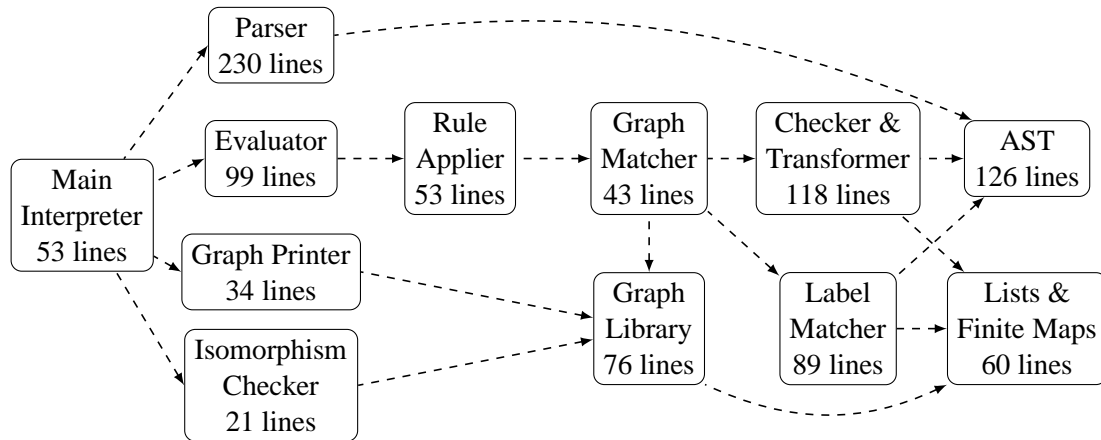 Parser
230 lines
Evaluator
99 lines
Rule
Applier
53 lines
Graph
Matcher
43 lines
Checker &
Transformer
118 lines
AST
126 lines
Main
Interpreter
53 lines
Graph Printer
34 lines
Graph
Library
76 lines
Label
Matcher
89 lines
Lists &
Finite Maps
60 lines
Isomorphism
Checker
21 lines